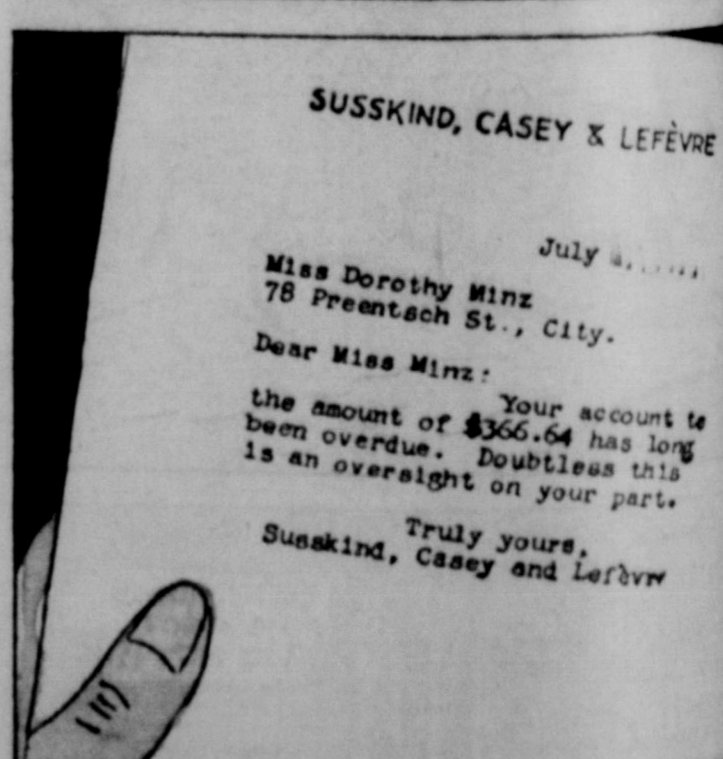 SUSSKIND, CASEY & LEFÈVRE
July
Miss Dorothy Minz
78 Preentsch St., City.
Dear Miss Minz:
Your account to
the amount of $366.64 has long
been overdue. Doubtless this
is an oversight on your part.
Truly yours,
Susskind, Casey and Lefèvre